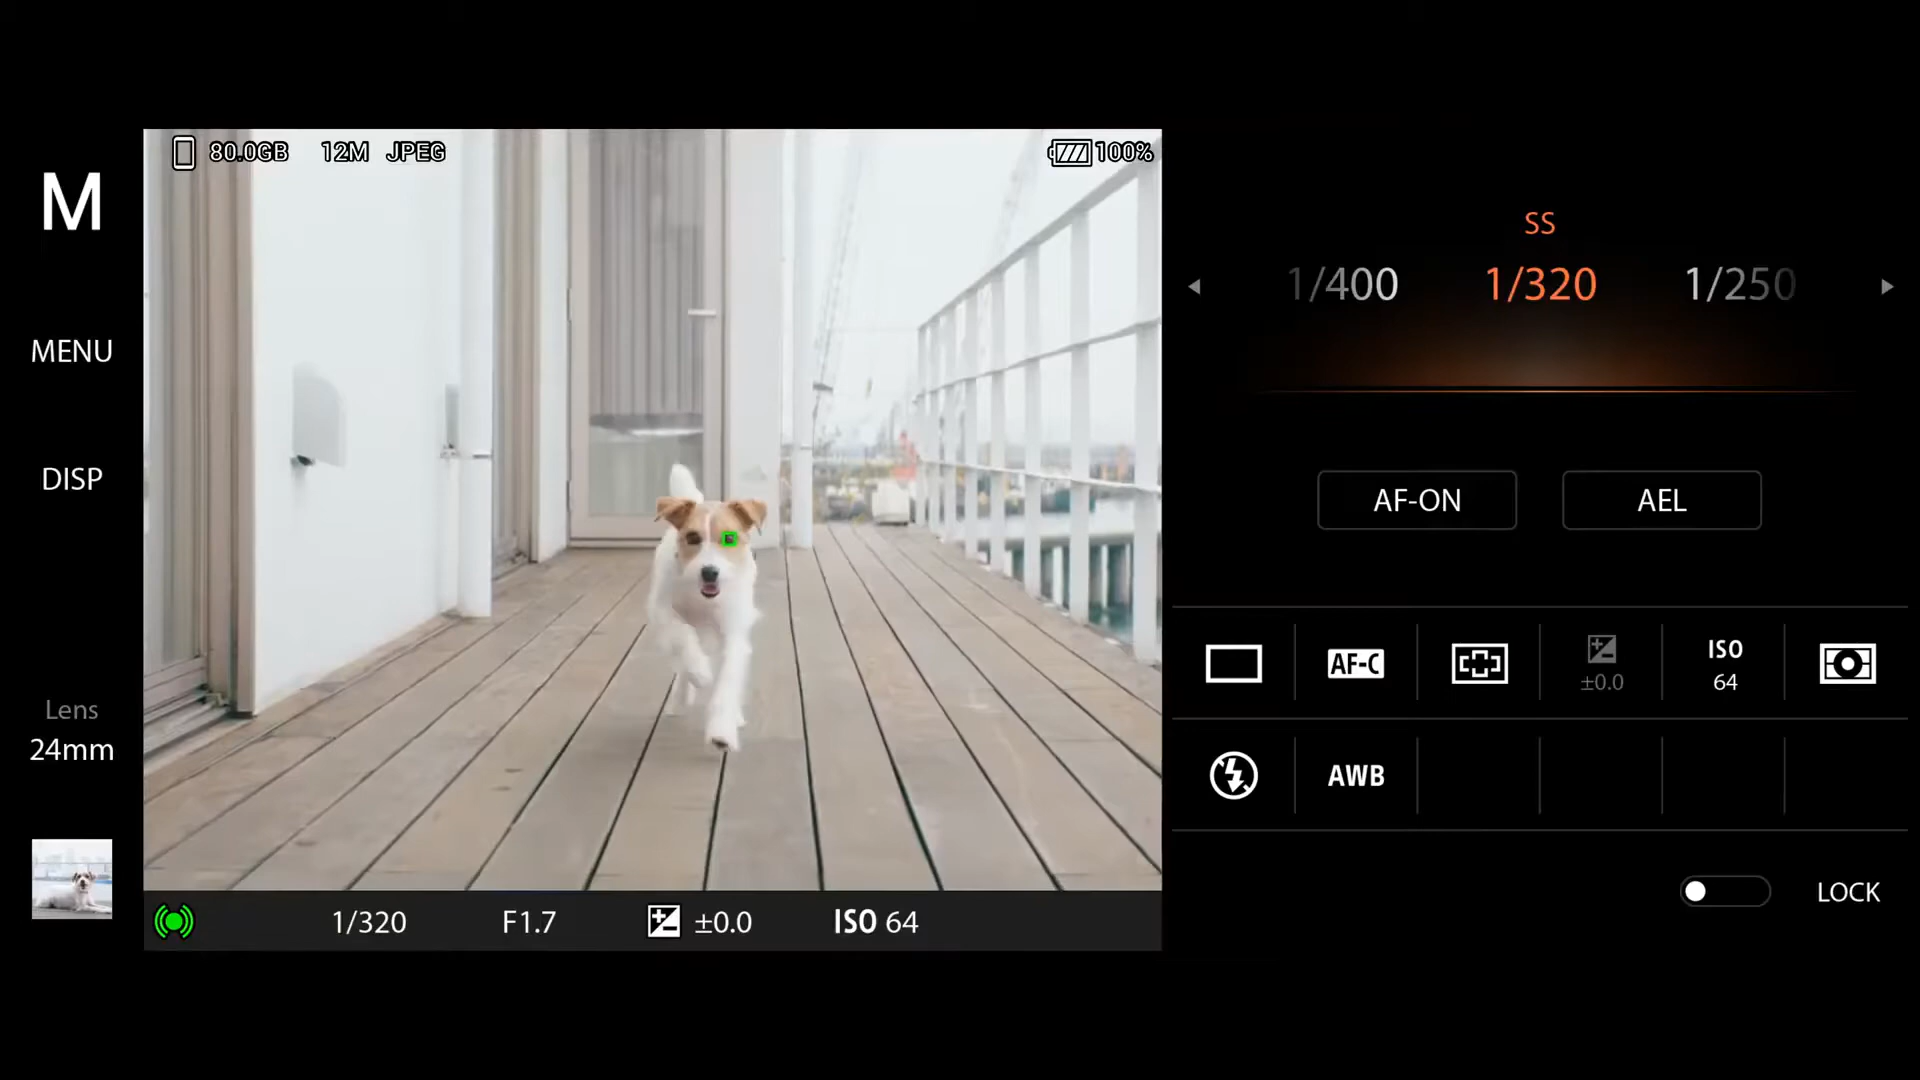 80.0GB 12M JPEG 100%
M
MENU
DISP
Lens
24mm
SS
1/400 1/320 1/250
AF-ON AEL
AF-C ±0.0 ISO 64
AWB
LOCK
1/320 F1.7 ±0.0 ISO 64